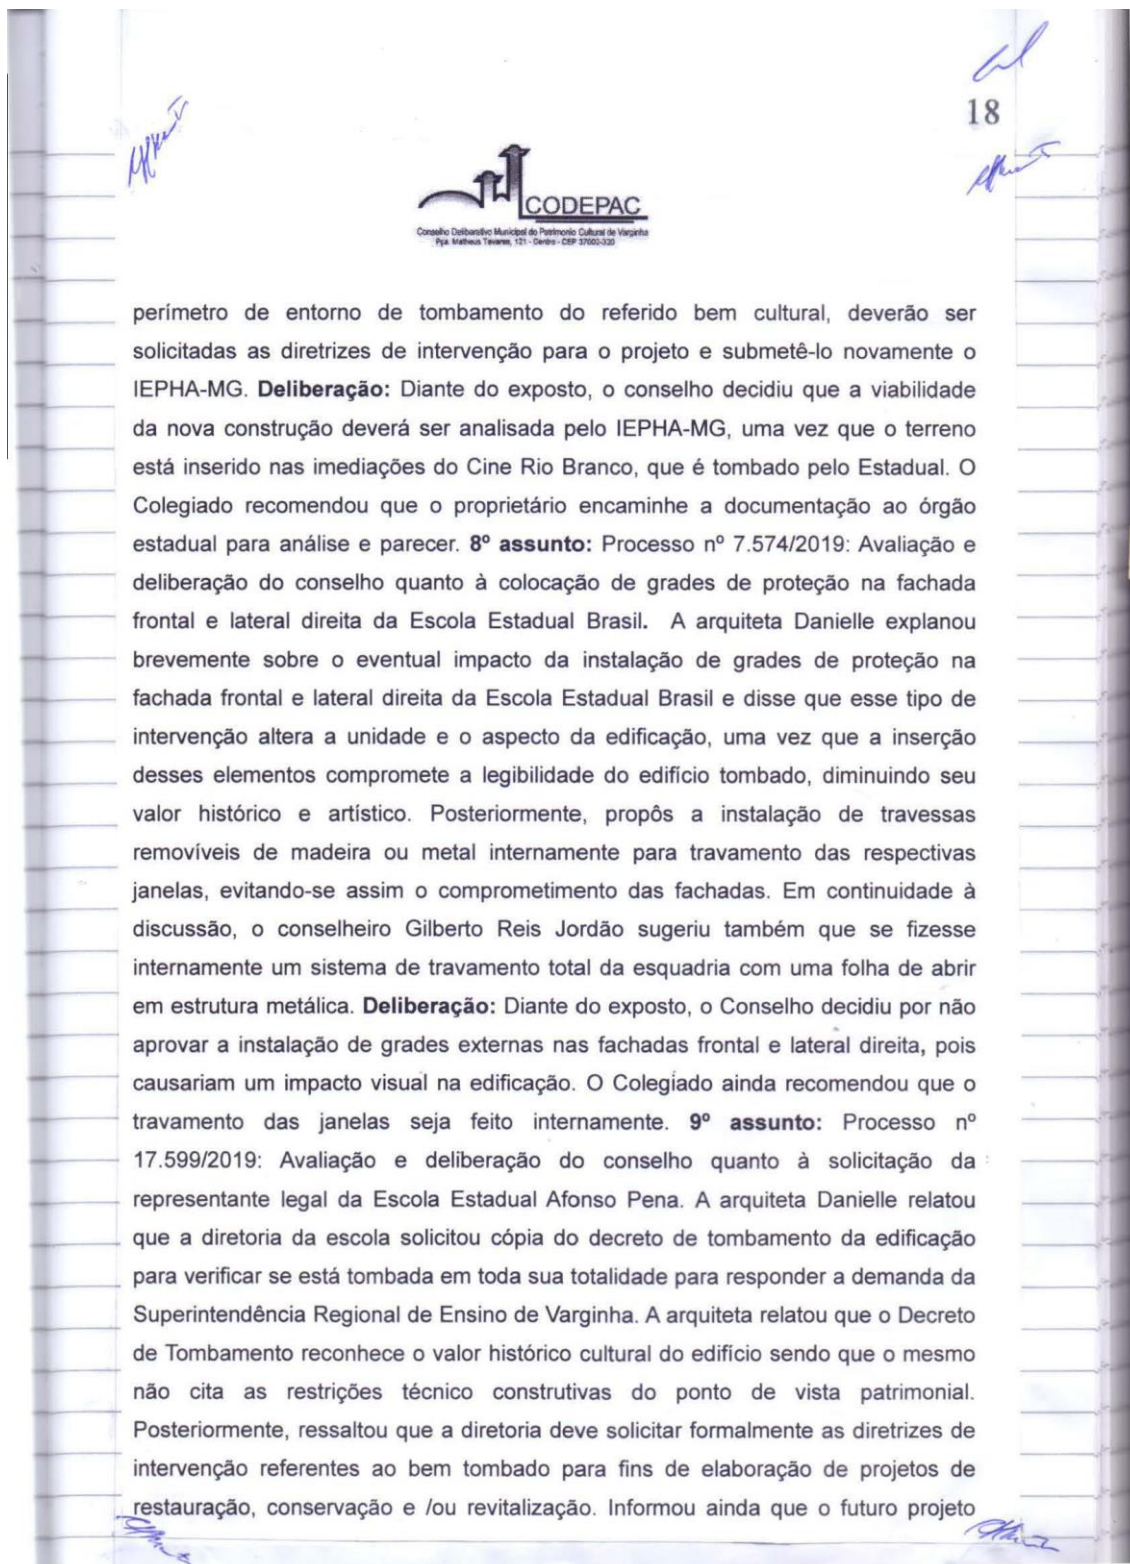 18
CODEPAC
Conselho Deliberativo Municipal do Patrimonio Cultural de Varginha
Pça. Matheus Tavares, 121 - Centro - CEP 37002-320
perímetro de entorno de tombamento do referido bem cultural, deverão ser
solicitadas as diretrizes de intervenção para o projeto e submetê-lo novamente o
IEPHA-MG. Deliberação: Diante do exposto, o conselho decidiu que a viabilidade
da nova construção deverá ser analisada pelo IEPHA-MG, uma vez que o terreno
está inserido nas imediações do Cine Rio Branco, que é tombado pelo Estadual. O
Colegiado recomendou que o proprietário encaminhe a documentação ao órgão
estadual para análise e parecer. 8º assunto: Processo nº 7.574/2019: Avaliação e
deliberação do conselho quanto à colocação de grades de proteção na fachada
frontal e lateral direita da Escola Estadual Brasil. A arquiteta Danielle explanou
brevemente sobre o eventual impacto da instalação de grades de proteção na
fachada frontal e lateral direita da Escola Estadual Brasil e disse que esse tipo de
intervenção altera a unidade e o aspecto da edificação, uma vez que a inserção
desses elementos compromete a legibilidade do edifício tombado, diminuindo seu
valor histórico e artístico. Posteriormente, propôs a instalação de travessas
removíveis de madeira ou metal internamente para travamento das respectivas
janelas, evitando-se assim o comprometimento das fachadas. Em continuidade à
discussão, o conselheiro Gilberto Reis Jordão sugeriu também que se fizesse
internamente um sistema de travamento total da esquadria com uma folha de abrir
em estrutura metálica. Deliberação: Diante do exposto, o Conselho decidiu por não
aprovar a instalação de grades externas nas fachadas frontal e lateral direita, pois
causariam um impacto visual na edificação. O Colegiado ainda recomendou que o
travamento das janelas seja feito internamente. 9º assunto: Processo nº
17.599/2019: Avaliação e deliberação do conselho quanto à solicitação da
representante legal da Escola Estadual Afonso Pena. A arquiteta Danielle relatou
que a diretoria da escola solicitou cópia do decreto de tombamento da edificação
para verificar se está tombada em toda sua totalidade para responder a demanda da
Superintendência Regional de Ensino de Varginha. A arquiteta relatou que o Decreto
de Tombamento reconhece o valor histórico cultural do edifício sendo que o mesmo
não cita as restrições técnico construtivas do ponto de vista patrimonial.
Posteriormente, ressaltou que a diretoria deve solicitar formalmente as diretrizes de
intervenção referentes ao bem tombado para fins de elaboração de projetos de
restauração, conservação e /ou revitalização. Informou ainda que o futuro projeto